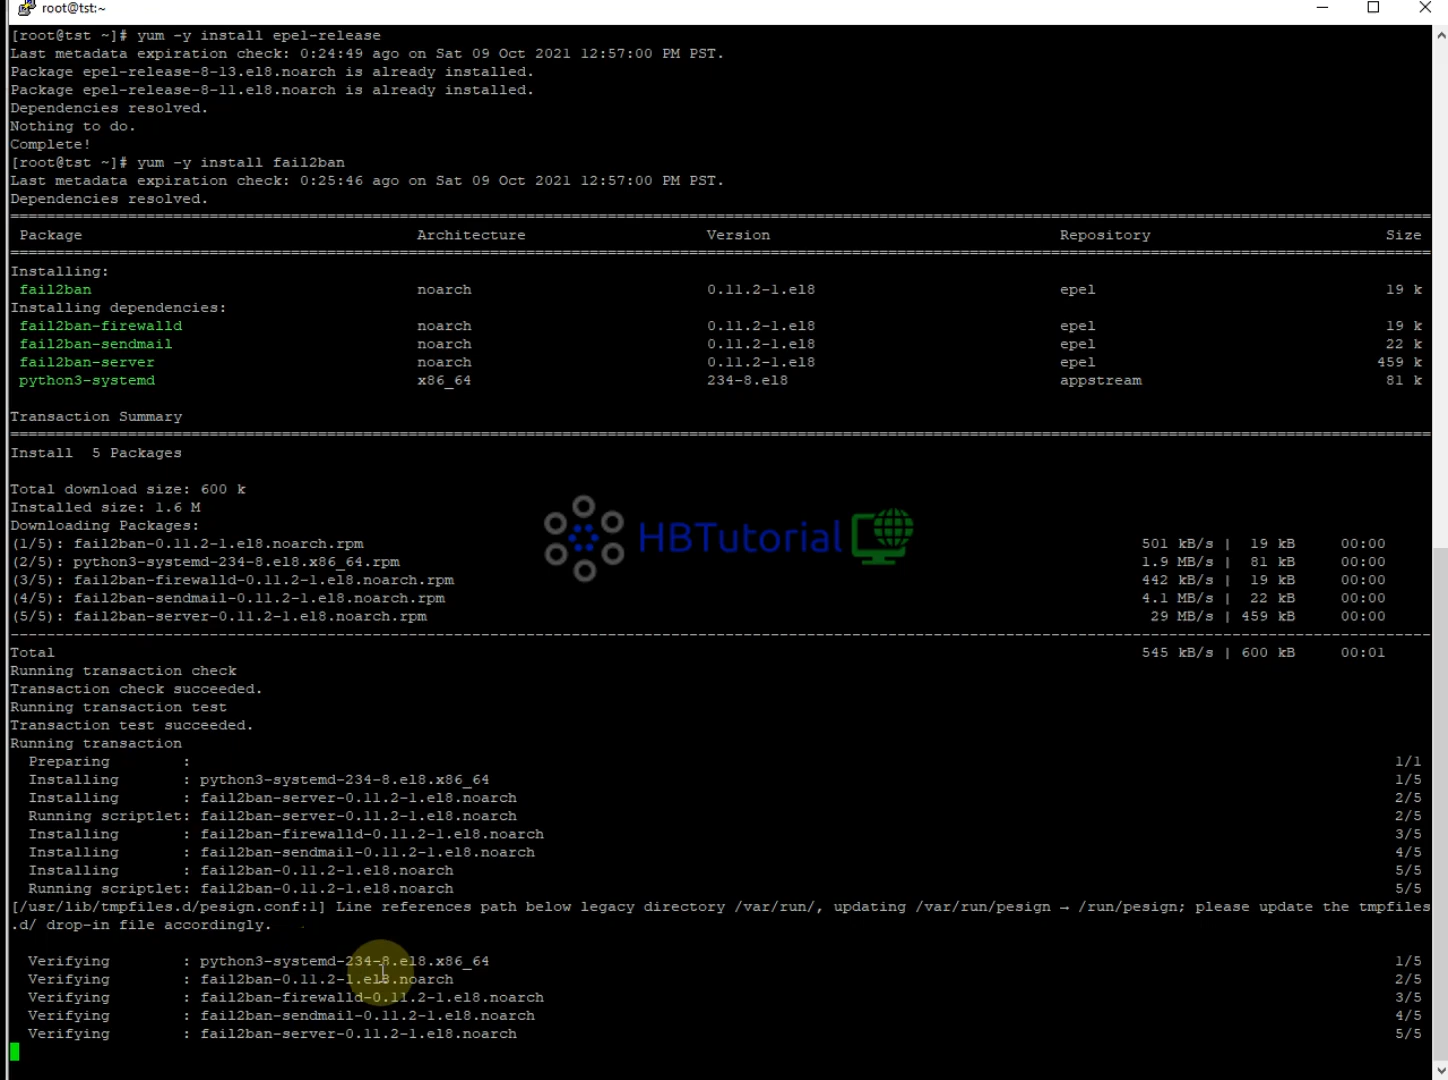 root@tst:~
[root@tst ~]# yum -y install epel-release
Last metadata expiration check: 0:24:49 ago on Sat 09 Oct 2021 12:57:00 PM PST.
Package epel-release-8-13.el8.noarch is already installed.
Package epel-release-8-11.el8.noarch is already installed.
Dependencies resolved.
Nothing to do.
Complete!
[root@tst ~]# yum -y install fail2ban
Last metadata expiration check: 0:25:46 ago on Sat 09 Oct 2021 12:57:00 PM PST.
Dependencies resolved.
Package Architecture Version Repository Size
Installing:
fail2ban noarch 0.11.2-1.el8 epel 19 k
Installing dependencies:
fail2ban-firewalld noarch 0.11.2-1.el8 epel 19 k
fail2ban-sendmail noarch 0.11.2-1.el8 epel 22 k
fail2ban-server noarch 0.11.2-1.el8 epel 459 k
python3-systemd x86_64 234-8.el8 appstream 81 k
Transaction Summary
Install 5 Packages
Total download size: 600 k
Installed size: 1.6 M
Downloading Packages:
HBTutorial
(1/5): fail2ban-0.11.2-1.el8.noarch.rpm 501 kB/s | 19 kB 00:00
(2/5): python3-systemd-234-8.el8.x86_64.rpm 1.9 MB/s | 81 kB 00:00
(3/5): fail2ban-firewalld-0.11.2-1.el8.noarch.rpm 442 kB/s | 19 kB 00:00
(4/5): fail2ban-sendmail-0.11.2-1.el8.noarch.rpm 4.1 MB/s | 22 kB 00:00
(5/5): fail2ban-server-0.11.2-1.el8.noarch.rpm 29 MB/s | 459 kB 00:00
Total 545 kB/s | 600 kB 00:01
Running transaction check
Transaction check succeeded.
Running transaction test
Transaction test succeeded.
Running transaction
Preparing : 1/1
Installing : python3-systemd-234-8.el8.x86_64 1/5
Installing : fail2ban-server-0.11.2-1.el8.noarch 2/5
Running scriptlet: fail2ban-server-0.11.2-1.el8.noarch 2/5
Installing : fail2ban-firewalld-0.11.2-1.el8.noarch 3/5
Installing : fail2ban-sendmail-0.11.2-1.el8.noarch 4/5
Installing : fail2ban-0.11.2-1.el8.noarch 5/5
Running scriptlet: fail2ban-0.11.2-1.el8.noarch 5/5
[/usr/lib/tmpfiles.d/pesign.conf:1] Line references path below legacy directory /var/run/, updating /var/run/pesign → /run/pesign; please update the tmpfiles
.d/ drop-in file accordingly.
Verifying : python3-systemd-234-8.el8.x86_64 1/5
Verifying : fail2ban-0.11.2-1.el8.noarch 2/5
Verifying : fail2ban-firewalld-0.11.2-1.el8.noarch 3/5
Verifying : fail2ban-sendmail-0.11.2-1.el8.noarch 4/5
Verifying : fail2ban-server-0.11.2-1.el8.noarch 5/5